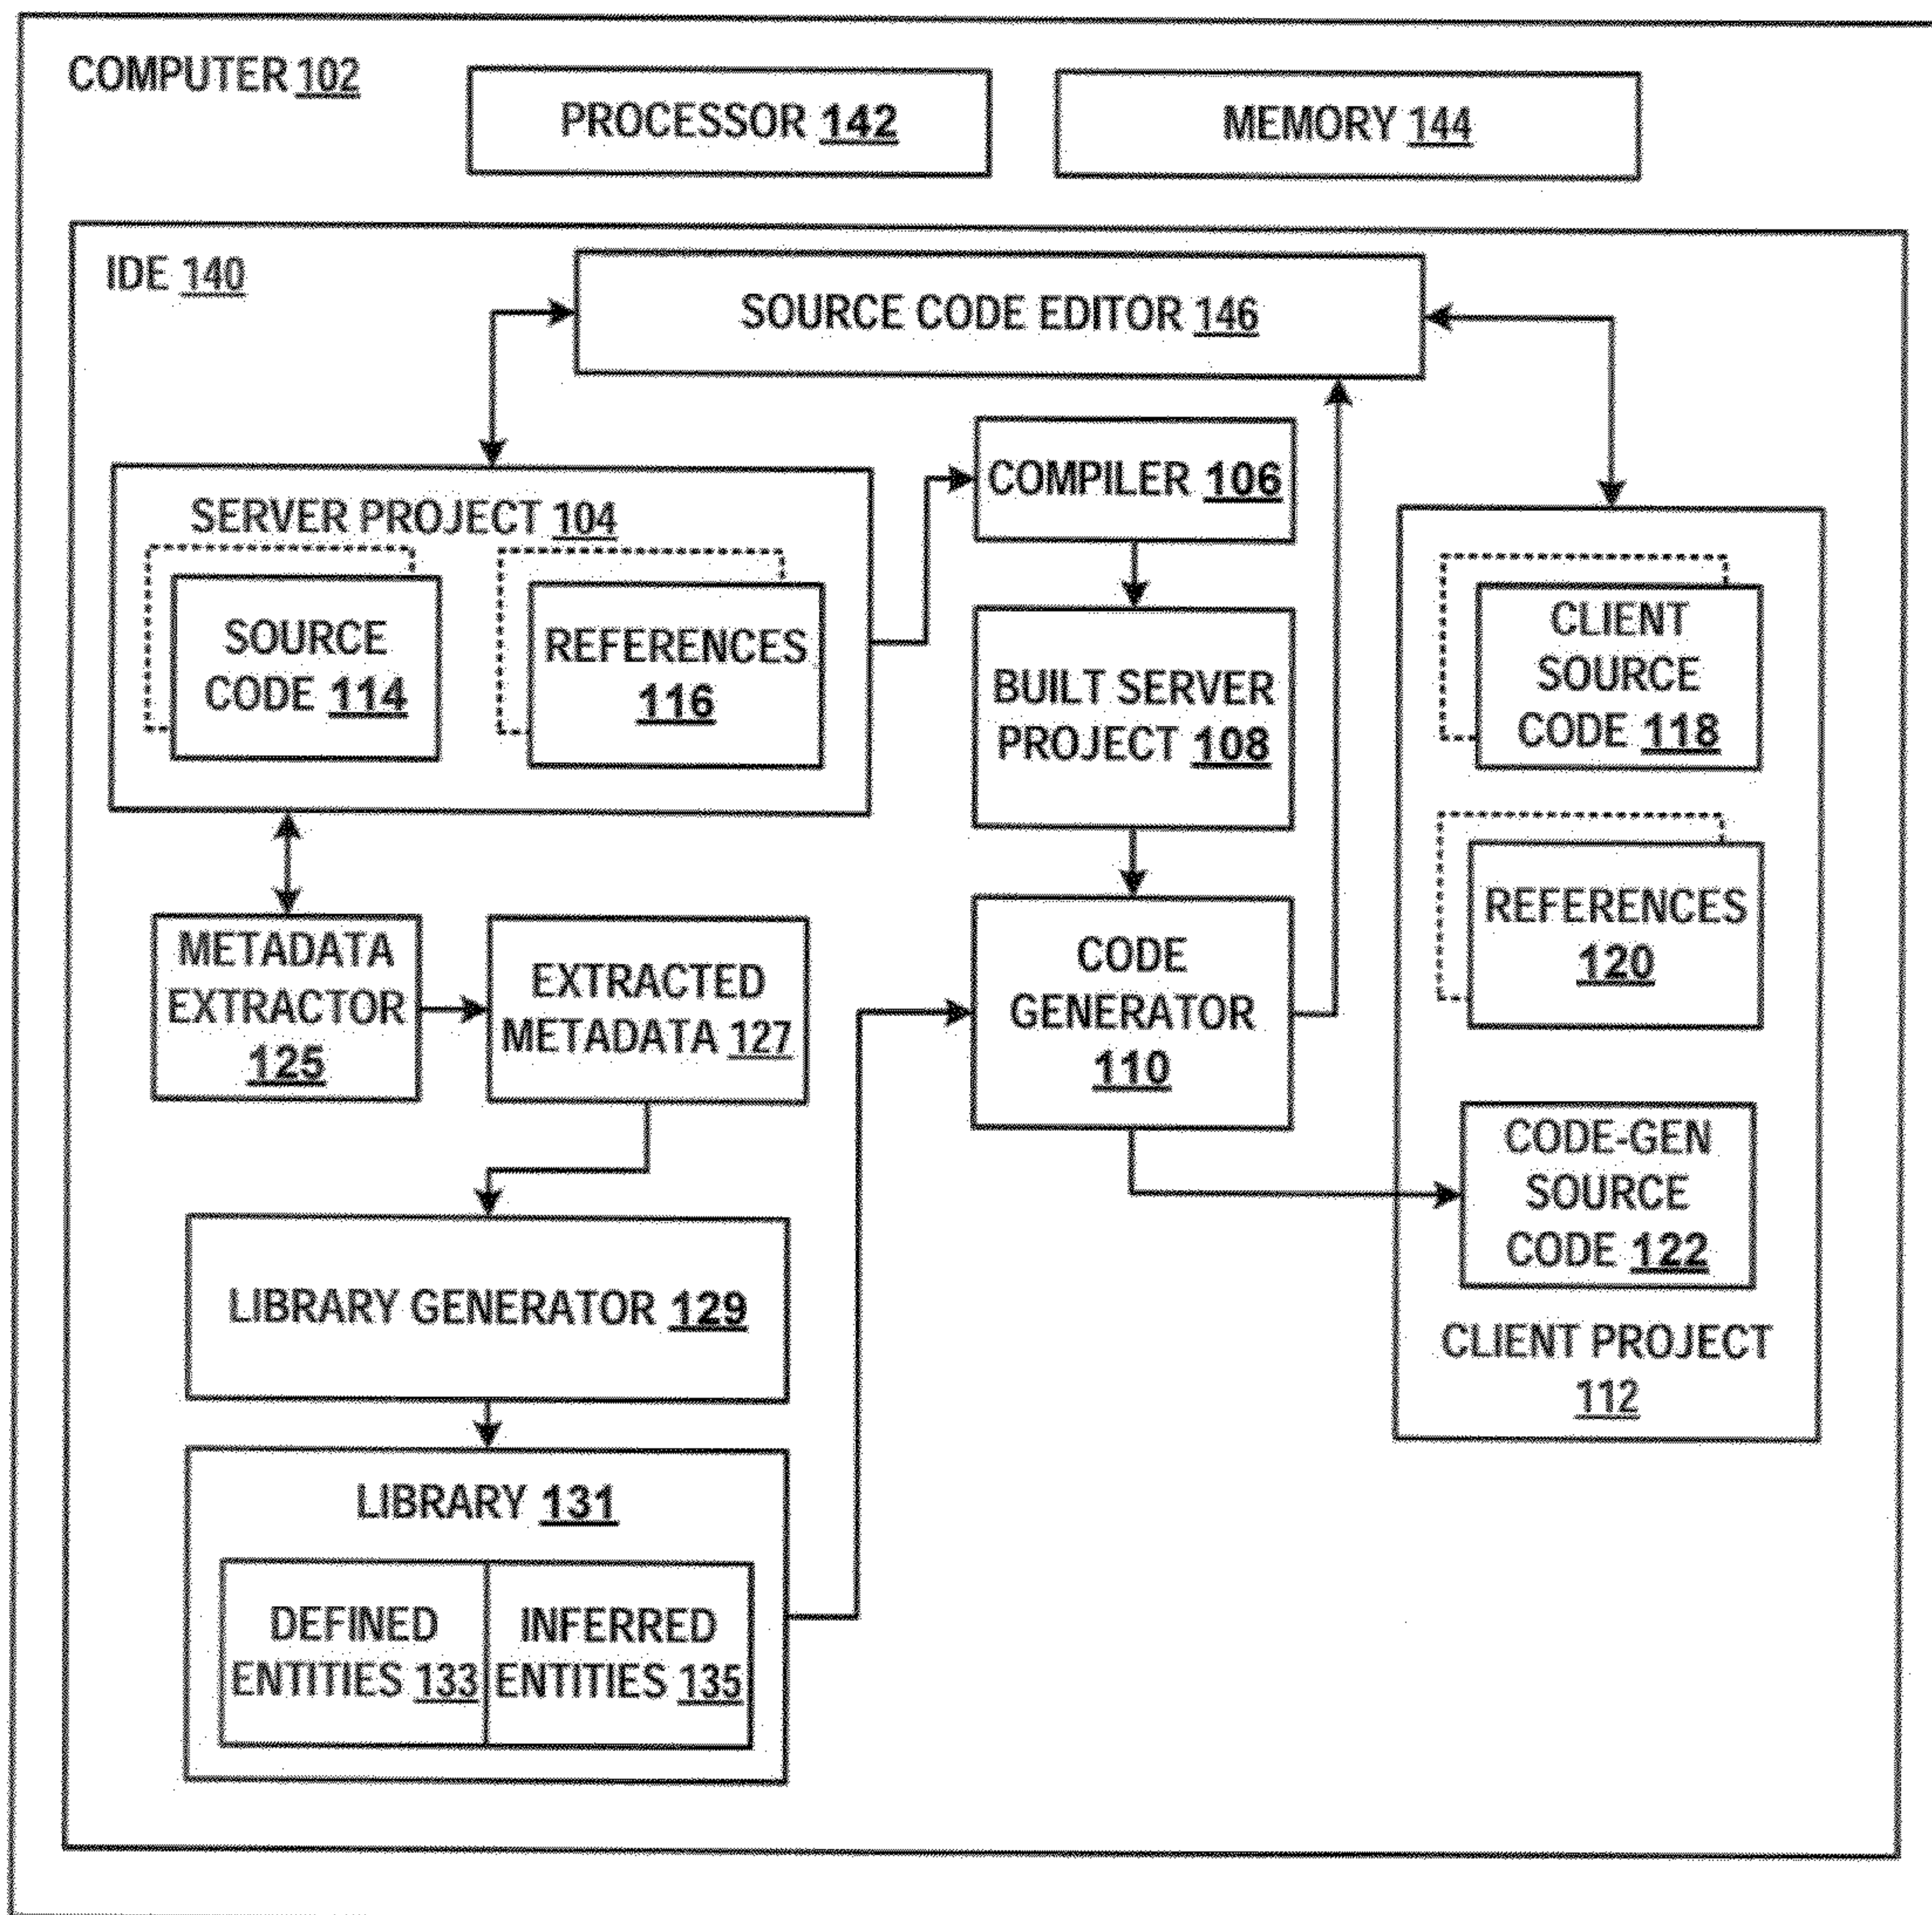 COMPUTER 102
PROCESSOR 142
MEMORY 144
IDE 140
SOURCE CODE EDITOR 146
SERVER PROJECT 104
SOURCE
CODE 114
REFERENCES
116
COMPILER 106
BUILT SERVER
PROJECT 108
CLIENT
SOURCE
CODE 118
REFERENCES
120
METADATA
EXTRACTOR
125
EXTRACTED
METADATA 127
CODE
GENERATOR
110
CODE-GEN
SOURCE
CODE 122
CLIENT PROJECT
112
LIBRARY GENERATOR 129
LIBRARY 131
DEFINED
ENTITIES 133
INFERRED
ENTITIES 135